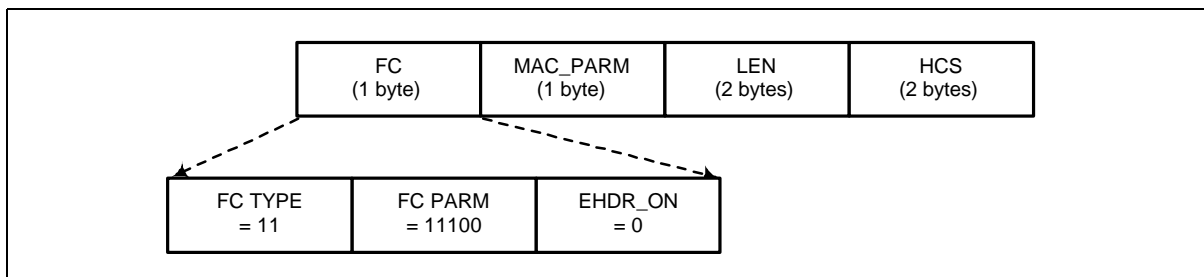 FC
(1 byte)
MAC_PARM
(1 byte)
LEN
(2 bytes)
HCS
(2 bytes)
FC TYPE
= 11
FC PARM
= 11100
EHDR_ON
= 0